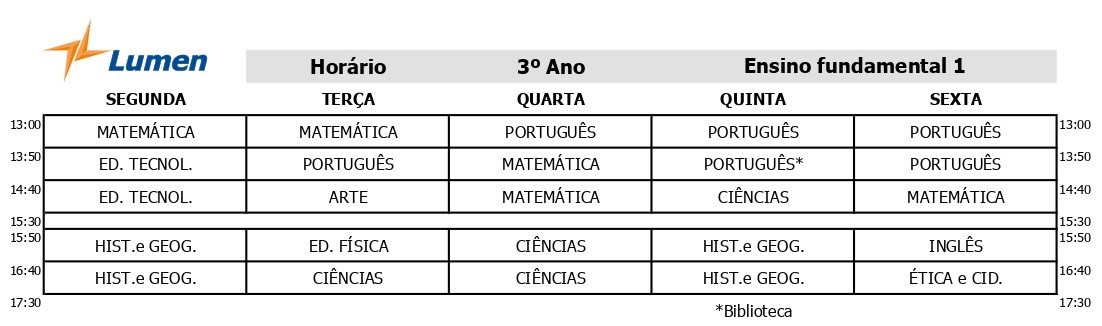 Lumen
Horário 3º Ano Ensino fundamental 1
SEGUNDA TERÇA QUARTA QUINTA SEXTA
13:00 13:00
MATEMÁTICA MATEMÁTICA PORTUGUÊS PORTUGUÊS PORTUGUÊS
13:50 13:50
ED. TECNOL. PORTUGUÊS MATEMÁTICA PORTUGUÊS* PORTUGUÊS
14:40 14:40
ED. TECNOL. ARTE MATEMÁTICA CIÊNCIAS MATEMÁTICA
15:30 15:30
15:50 15:50
HIST.e GEOG. ED. FÍSICA CIÊNCIAS HIST.e GEOG. INGLÊS
16:40 16:40
HIST.e GEOG. CIÊNCIAS CIÊNCIAS HIST.e GEOG. ÉTICA e CID.
17:30 17:30
*Biblioteca